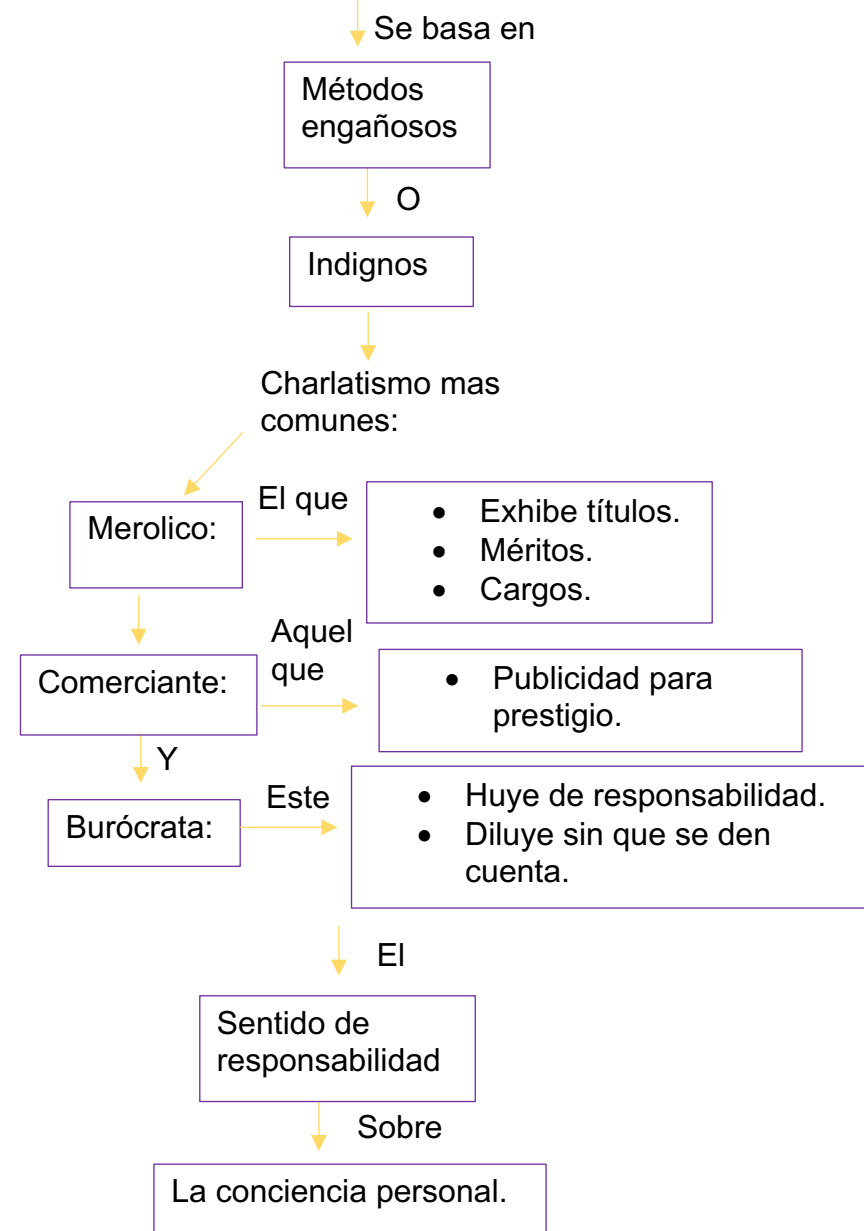 Se basa en
Métodos
engañosos
O
Indignos
Charlatismo mas
comunes:
Merolico:
El que
• Exhibe títulos.
• Méritos.
• Cargos.
Comerciante:
Aquel
que
• Publicidad para
prestigio.
Y
Burócrata:
Este
• Huye de responsabilidad.
• Diluye sin que se den
cuenta.
El
Sentido de
responsabilidad
Sobre
La conciencia personal.